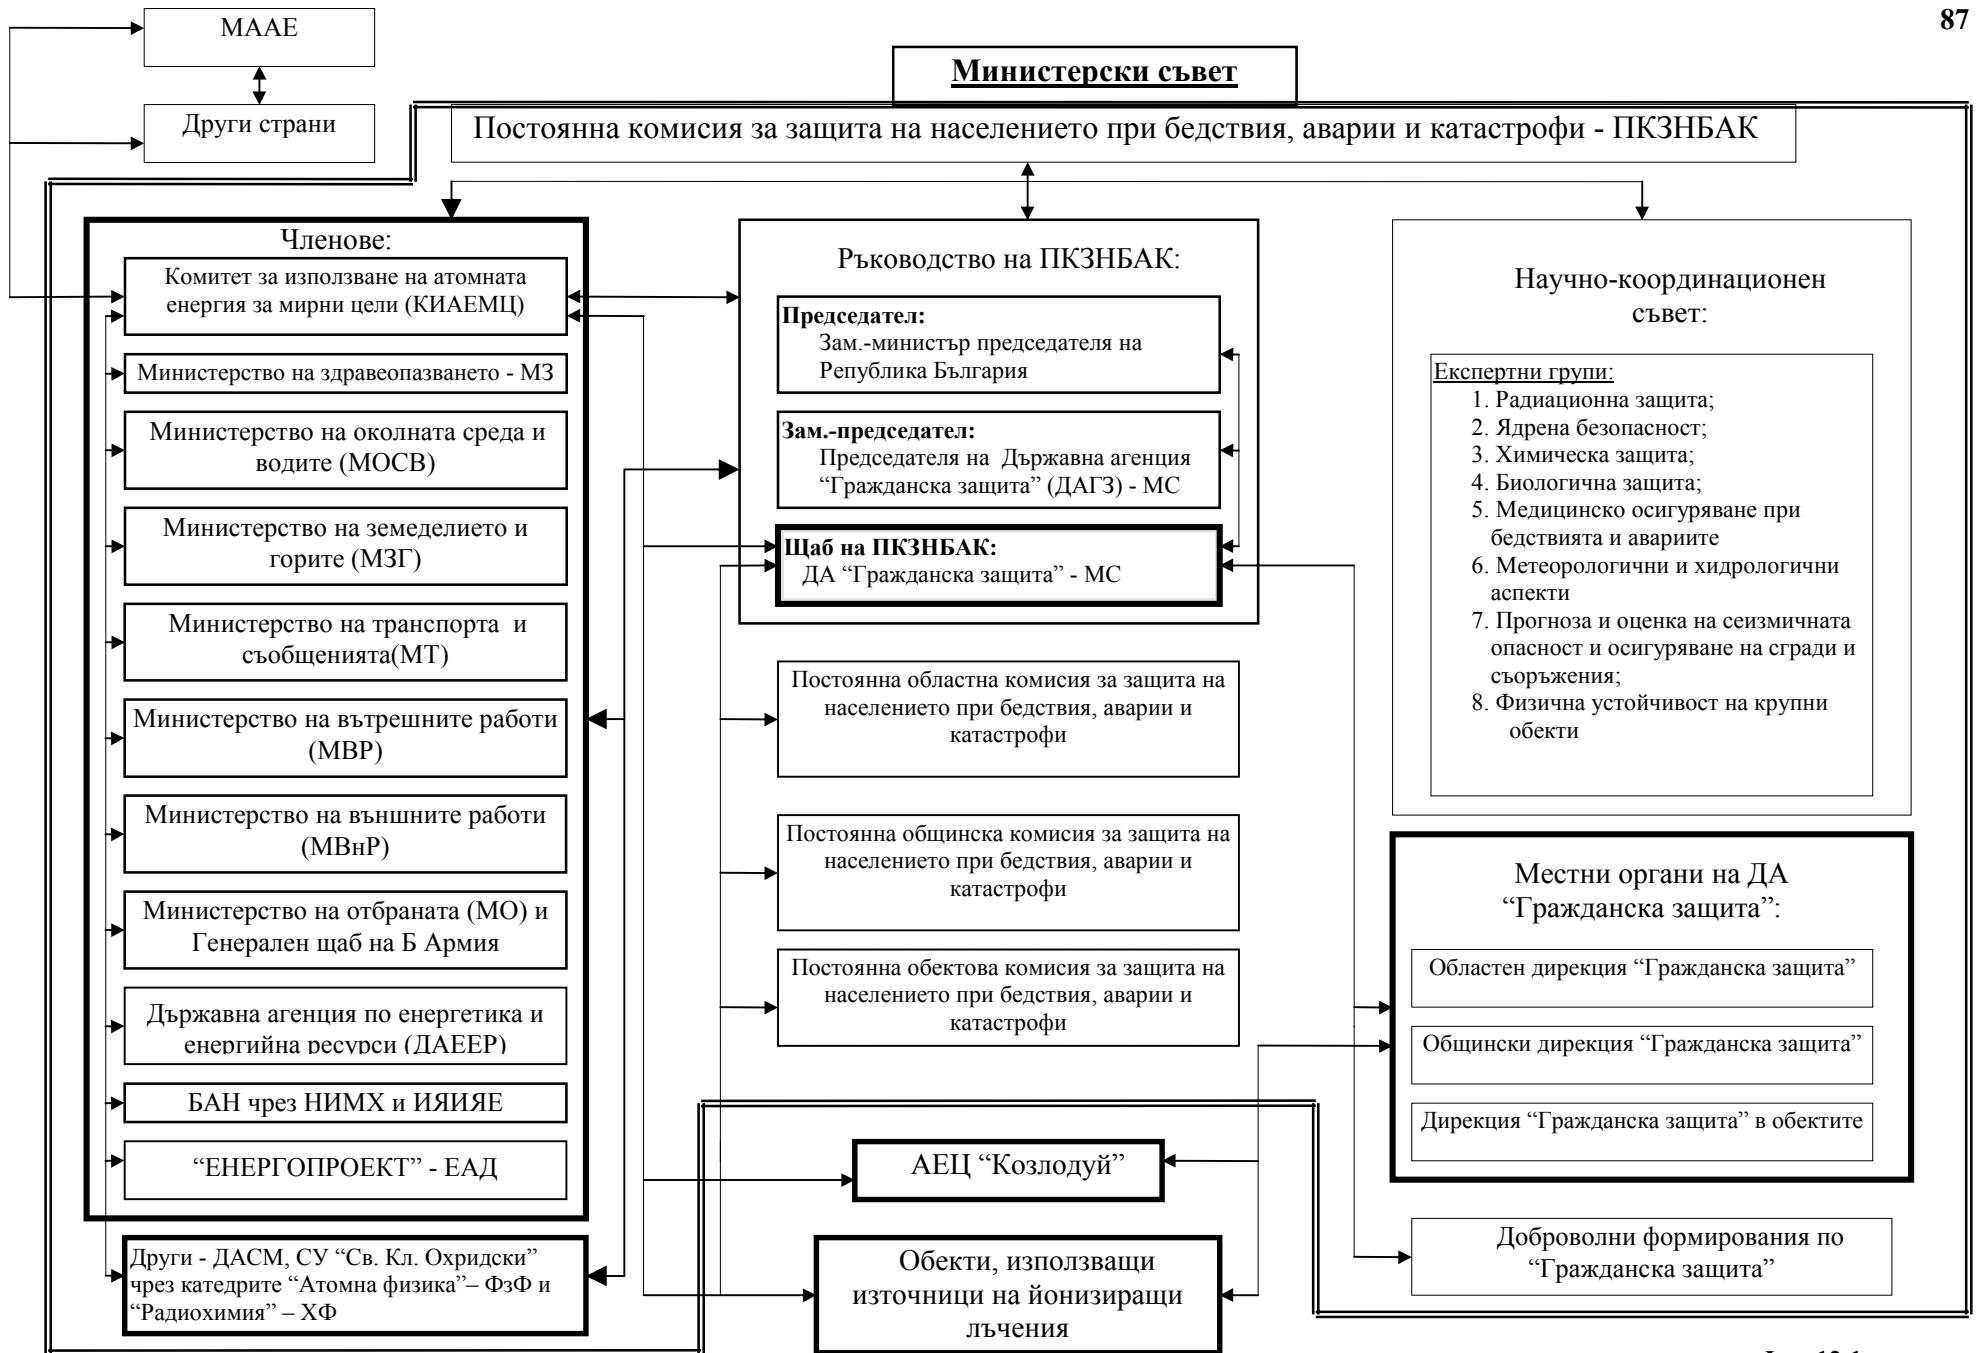 87
МААЕ
Други страни
Министерски съвет
Постоянна комисия за защита на населението при бедствия, аварии и катастрофи - ПКЗНБАК
Членове:
Комитет за използване на атомната
енергия за мирни цели (КИАЕМЦ)
Министерство на здравеопазването - МЗ
Министерство на околната среда и
водите (МОСВ)
Министерство на земеделието и
горите (МЗГ)
Министерство на транспорта и
съобщенията(МТ)
Министерство на вътрешните работи
(МВР)
Министерство на външните работи
(МВнР)
Министерство на отбраната (МО) и
Генерален щаб на Б Армия
Държавна агенция по енергетика и
енергийна ресурси (ДАЕЕР)
БАН чрез НИМХ и ИЯИЯЕ
“ЕНЕРГОПРОЕКТ” - ЕАД
Други - ДАСМ, СУ “Св. Кл. Охридски”
чрез катедрите “Атомна физика”– ФзФ и
“Радиохимия” – ХФ
Ръководство на ПКЗНБАК:
Председател:
Зам.-министър председателя на
Република България
Зам.-председател:
Председателя на Държавна агенция
“Гражданска защита” (ДАГЗ) - МС
Щаб на ПКЗНБАК:
ДА “Гражданска защита” - МС
Постоянна областна комисия за защита на
населението при бедствия, аварии и
катастрофи
Постоянна общинска комисия за защита на
населението при бедствия, аварии и
катастрофи
Постоянна обектова комисия за защита на
населението при бедствия, аварии и
катастрофи
АЕЦ “Козлодуй”
Обекти, използващи
източници на йонизиращи
лъчения
Научно-координационен
съвет:
Експертни групи:
1. Радиационна защита;
2. Ядрена безопасност;
3. Химическа защита;
4. Биологична защита;
5. Медицинско осигуряване при
бедствията и авариите
6. Метеорологични и хидрологични
аспекти
7. Прогноза и оценка на сеизмичната
опасност и осигуряване на сгради и
съоръжения;
8. Физична устойчивост на крупни
обекти
Местни органи на ДА
“Гражданска защита”:
Областен дирекция “Гражданска защита”
Общински дирекция “Гражданска защита”
Дирекция “Гражданска защита” в обектите
Доброволни формирования по
“Гражданска защита”